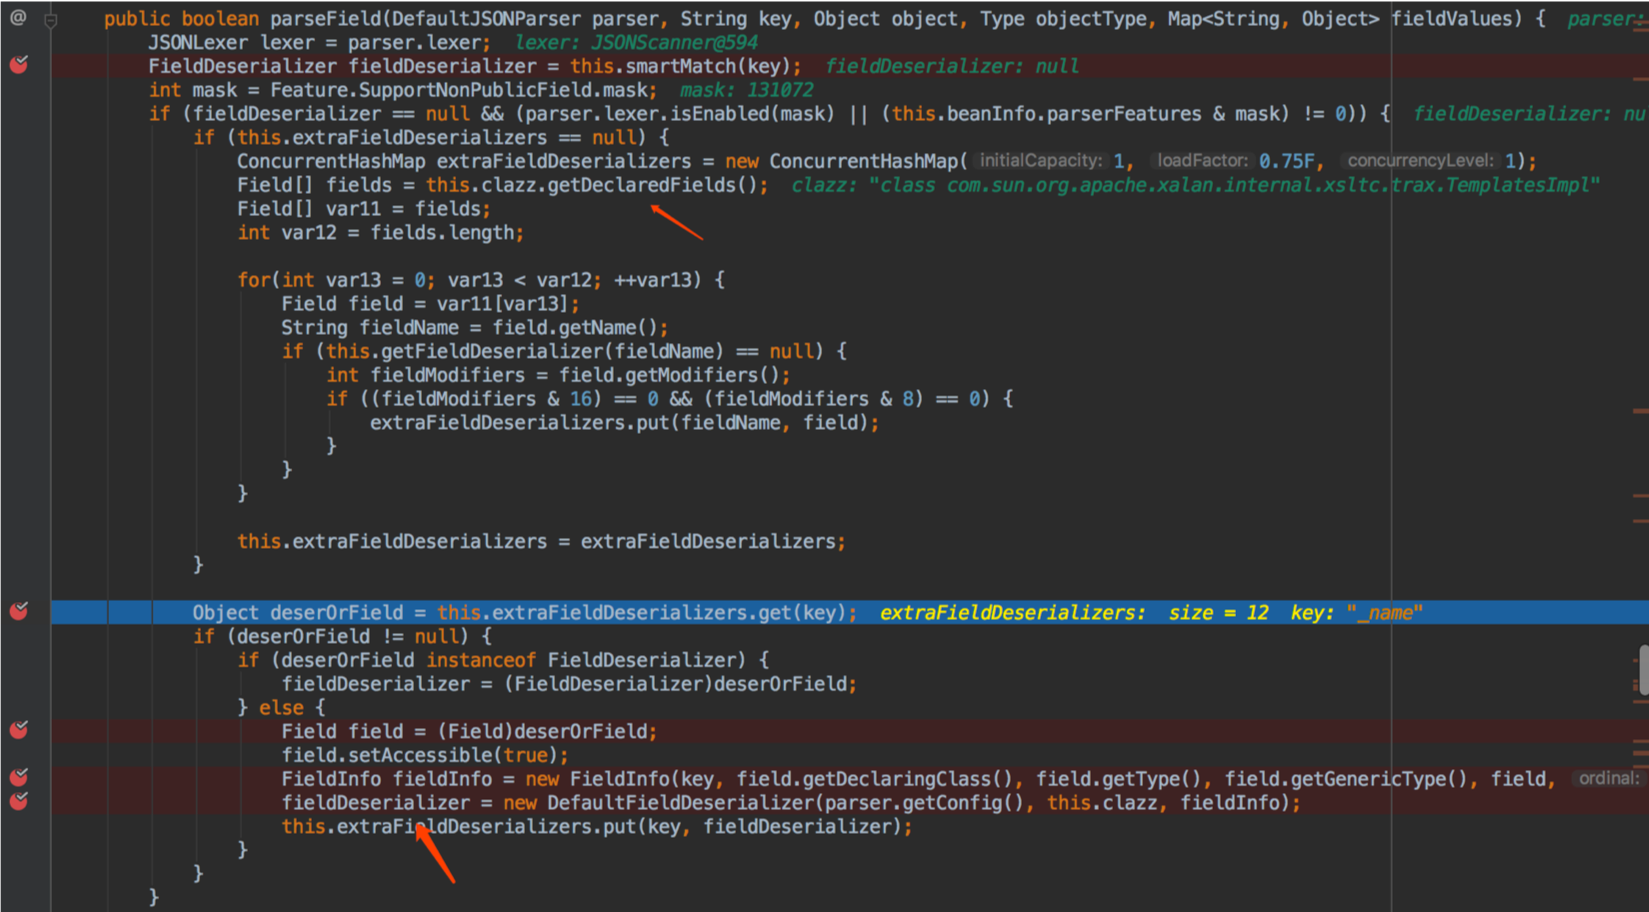 @ public boolean parseField(DefaultJSONParser parser, String key, Object object, Type objectType, Map<String, Object> fieldValues) { parser:
JSONLexer lexer = parser.lexer; lexer: JSONScanner@594
FieldDeserializer fieldDeserializer = this.smartMatch(key); fieldDeserializer: null
int mask = Feature.SupportNonPublicField.mask; mask: 131072
if (fieldDeserializer == null && (parser.lexer.isEnabled(mask) || (this.beanInfo.parserFeatures & mask) != 0)) { fieldDeserializer: nu
if (this.extraFieldDeserializers == null) {
ConcurrentHashMap extraFieldDeserializers = new ConcurrentHashMap( initialCapacity: 1, loadFactor: 0.75F, concurrencyLevel: 1);
Field[] fields = this.clazz.getDeclaredFields(); clazz: "class com.sun.org.apache.xalan.internal.xsltc.trax.TemplatesImpl"
Field[] var11 = fields;
int var12 = fields.length;
for(int var13 = 0; var13 < var12; ++var13) {
Field field = var11[var13];
String fieldName = field.getName();
if (this.getFieldDeserializer(fieldName) == null) {
int fieldModifiers = field.getModifiers();
if ((fieldModifiers & 16) == 0 && (fieldModifiers & 8) == 0) {
extraFieldDeserializers.put(fieldName, field);
}
}
}
this.extraFieldDeserializers = extraFieldDeserializers;
}
Object deserOrField = this.extraFieldDeserializers.get(key); extraFieldDeserializers: size = 12 key: "_name"
if (deserOrField != null) {
if (deserOrField instanceof FieldDeserializer) {
fieldDeserializer = (FieldDeserializer)deserOrField;
} else {
Field field = (Field)deserOrField;
field.setAccessible(true);
FieldInfo fieldInfo = new FieldInfo(key, field.getDeclaringClass(), field.getType(), field.getGenericType(), field, ordinal:
fieldDeserializer = new DefaultFieldDeserializer(parser.getConfig(), this.clazz, fieldInfo);
this.extraFieldDeserializers.put(key, fieldDeserializer);
}
}
}